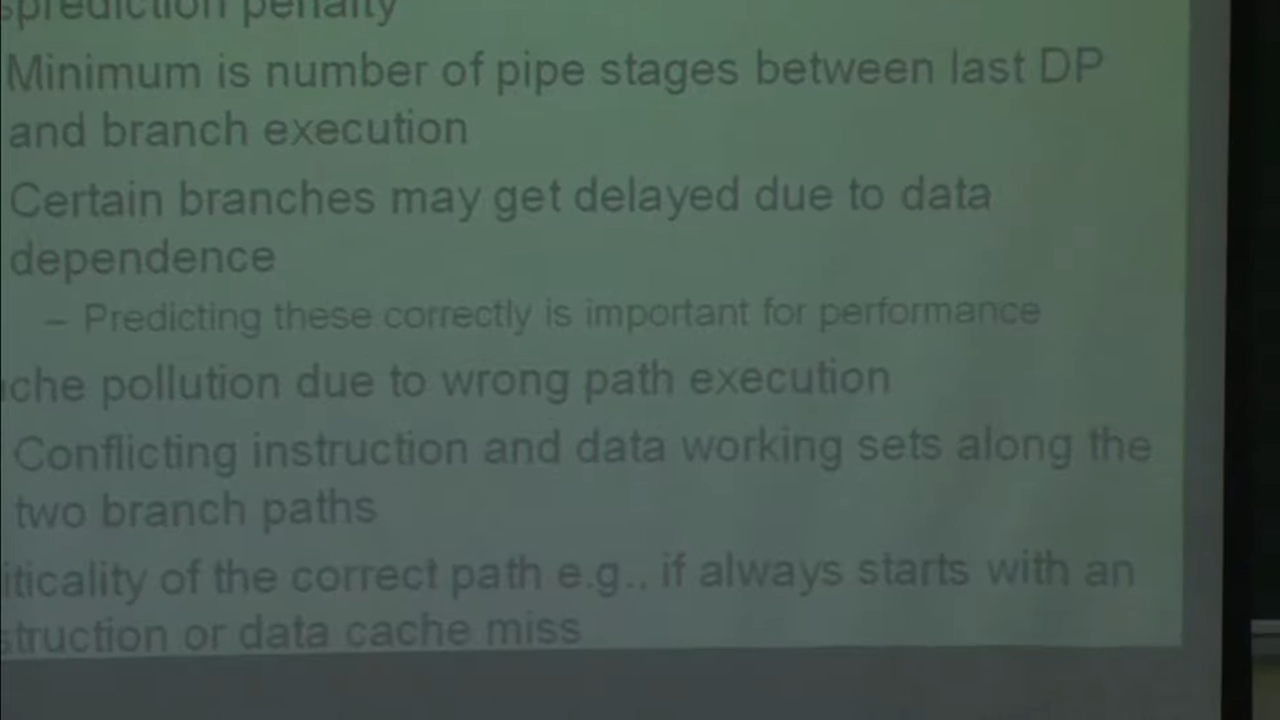 sprediction penalty
Minimum is number of pipe stages between last DP
and branch execution
Certain branches may get delayed due to data
dependence
– Predicting these correctly is important for performance
che pollution due to wrong path execution
Conflicting instruction and data working sets along the
two branch paths
iticality of the correct path e.g.. if always starts with an
struction or data cache miss